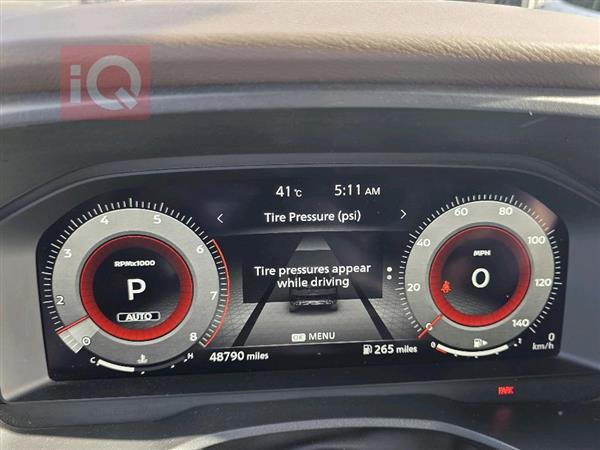 iQ
41°C 5:11 AM
< Tire Pressure (psi) >
Tire pressures appear
while driving
OK MENU
48790 miles
265 miles
RPMx1000
P
AUTO
2 3 4 5 6 7 8
C H
MPH
0
20 40 60 80 100 120 140
0
km/h
PARK